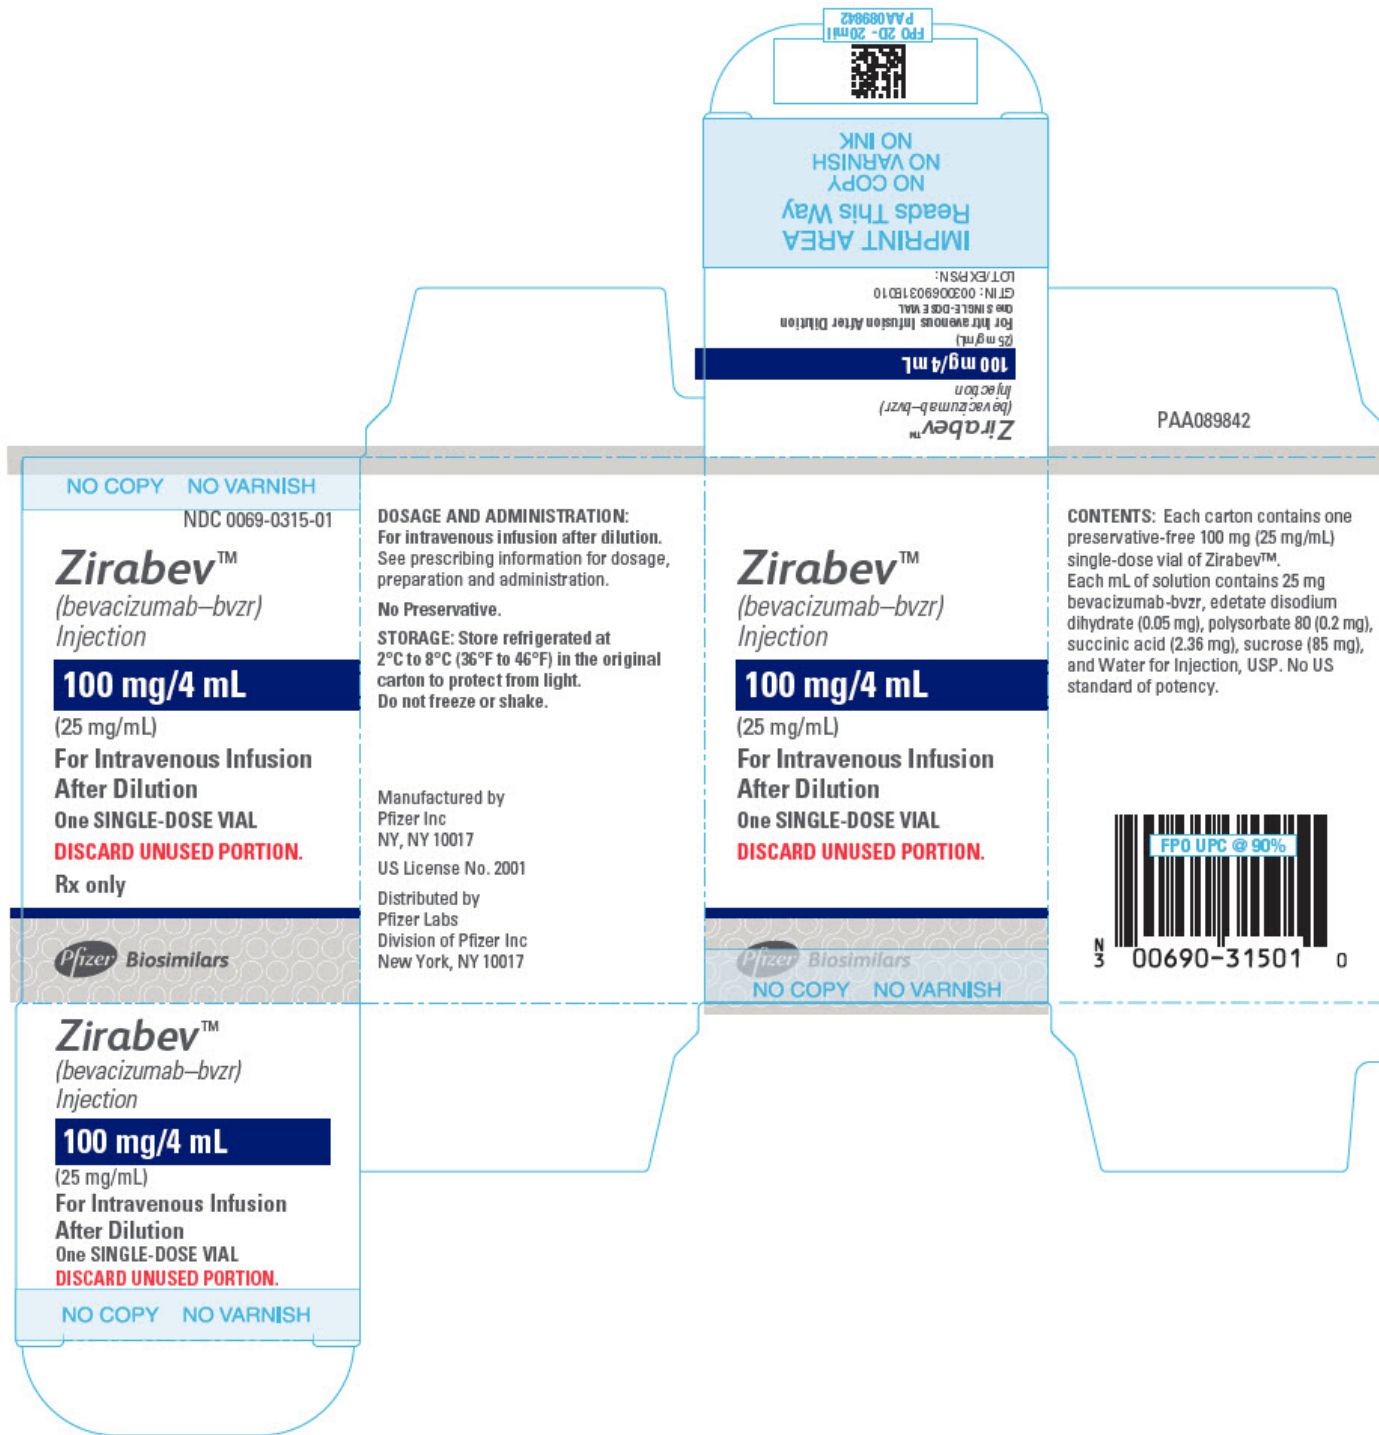 FPO 2D - 20mil
PAA089842
IMPRINT AREA
Reads This Way
NO COPY
NO VARNISH
NO INK
Zirabev™
(bevacizumab–bvzr)
Injection
100 mg/4 mL
(25 mg/mL)
For Intravenous Infusion After Dilution
One SINGLE-DOSE VIAL
GTIN:
LOT/EXP/SN:
PAA089842
NO COPY NO VARNISH
NDC 0069-0315-01
Zirabev™
(bevacizumab–bvzr)
Injection
100 mg/4 mL
(25 mg/mL)
For Intravenous Infusion
After Dilution
One SINGLE-DOSE VIAL
DISCARD UNUSED PORTION.
Rx only
Pfizer Biosimilars
DOSAGE AND ADMINISTRATION:
For intravenous infusion after dilution.
See prescribing information for dosage,
preparation and administration.
No Preservative.
STORAGE: Store refrigerated at
2°C to 8°C (36°F to 46°F) in the original
carton to protect from light.
Do not freeze or shake.
Manufactured by
Pfizer Inc
NY, NY 10017
US License No. 2001
Distributed by
Pfizer Labs
Division of Pfizer Inc
New York, NY 10017
Zirabev™
(bevacizumab–bvzr)
Injection
100 mg/4 mL
(25 mg/mL)
For Intravenous Infusion
After Dilution
One SINGLE-DOSE VIAL
DISCARD UNUSED PORTION.
Pfizer Biosimilars
NO COPY NO VARNISH
CONTENTS: Each carton contains one
preservative-free 100 mg (25 mg/mL)
single-dose vial of Zirabev™.
Each mL of solution contains 25 mg
bevacizumab-bvzr, edetate disodium
dihydrate (0.05 mg), polysorbate 80 (0.2 mg),
succinic acid (2.36 mg), sucrose (85 mg),
and Water for Injection, USP. No US
standard of potency.
FPO UPC @ 90%
N
3 00690-31501 0
Zirabev™
(bevacizumab–bvzr)
Injection
100 mg/4 mL
(25 mg/mL)
For Intravenous Infusion
After Dilution
One SINGLE-DOSE VIAL
DISCARD UNUSED PORTION.
NO COPY NO VARNISH